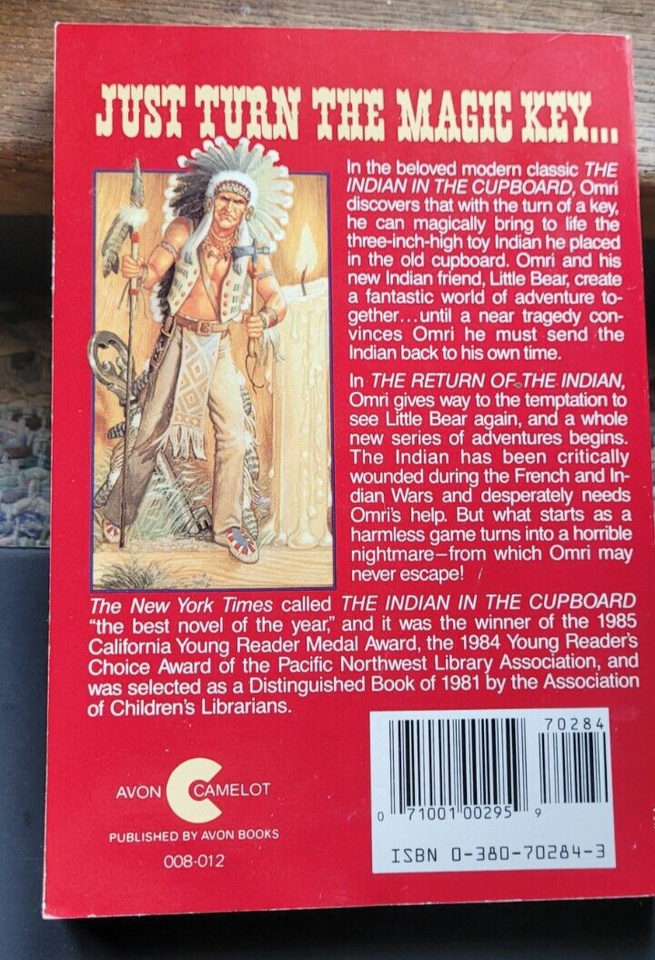 JUST TURN THE MAGIC KEY...
In the beloved modern classic THE
INDIAN IN THE CUPBOARD, Omri
discovers that with the turn of a key,
he can magically bring to life the
three-inch-high toy Indian he placed
in the old cupboard. Omri and his
new Indian friend, Little Bear, create
a fantastic world of adventure to-
gether...until a near tragedy con-
vinces Omri he must send the
Indian back to his own time.
In THE RETURN OF THE INDIAN,
Omri gives way to the temptation to
see Little Bear again, and a whole
new series of adventures begins.
The Indian has been critically
wounded during the French and In-
dian Wars and desperately needs
Omri's help. But what starts as a
harmless game turns into a horrible
nightmare—from which Omri may
never escape!
The New York Times called THE INDIAN IN THE CUPBOARD
"the best novel of the year," and it was the winner of the 1985
California Young Reader Medal Award, the 1984 Young Reader's
Choice Award of the Pacific Northwest Library Association, and
was selected as a Distinguished Book of 1981 by the Association
of Children's Librarians.
70284
0 71001 00295 9
ISBN 0-380-70284-3
AVON CAMELOT
PUBLISHED BY AVON BOOKS
008-012